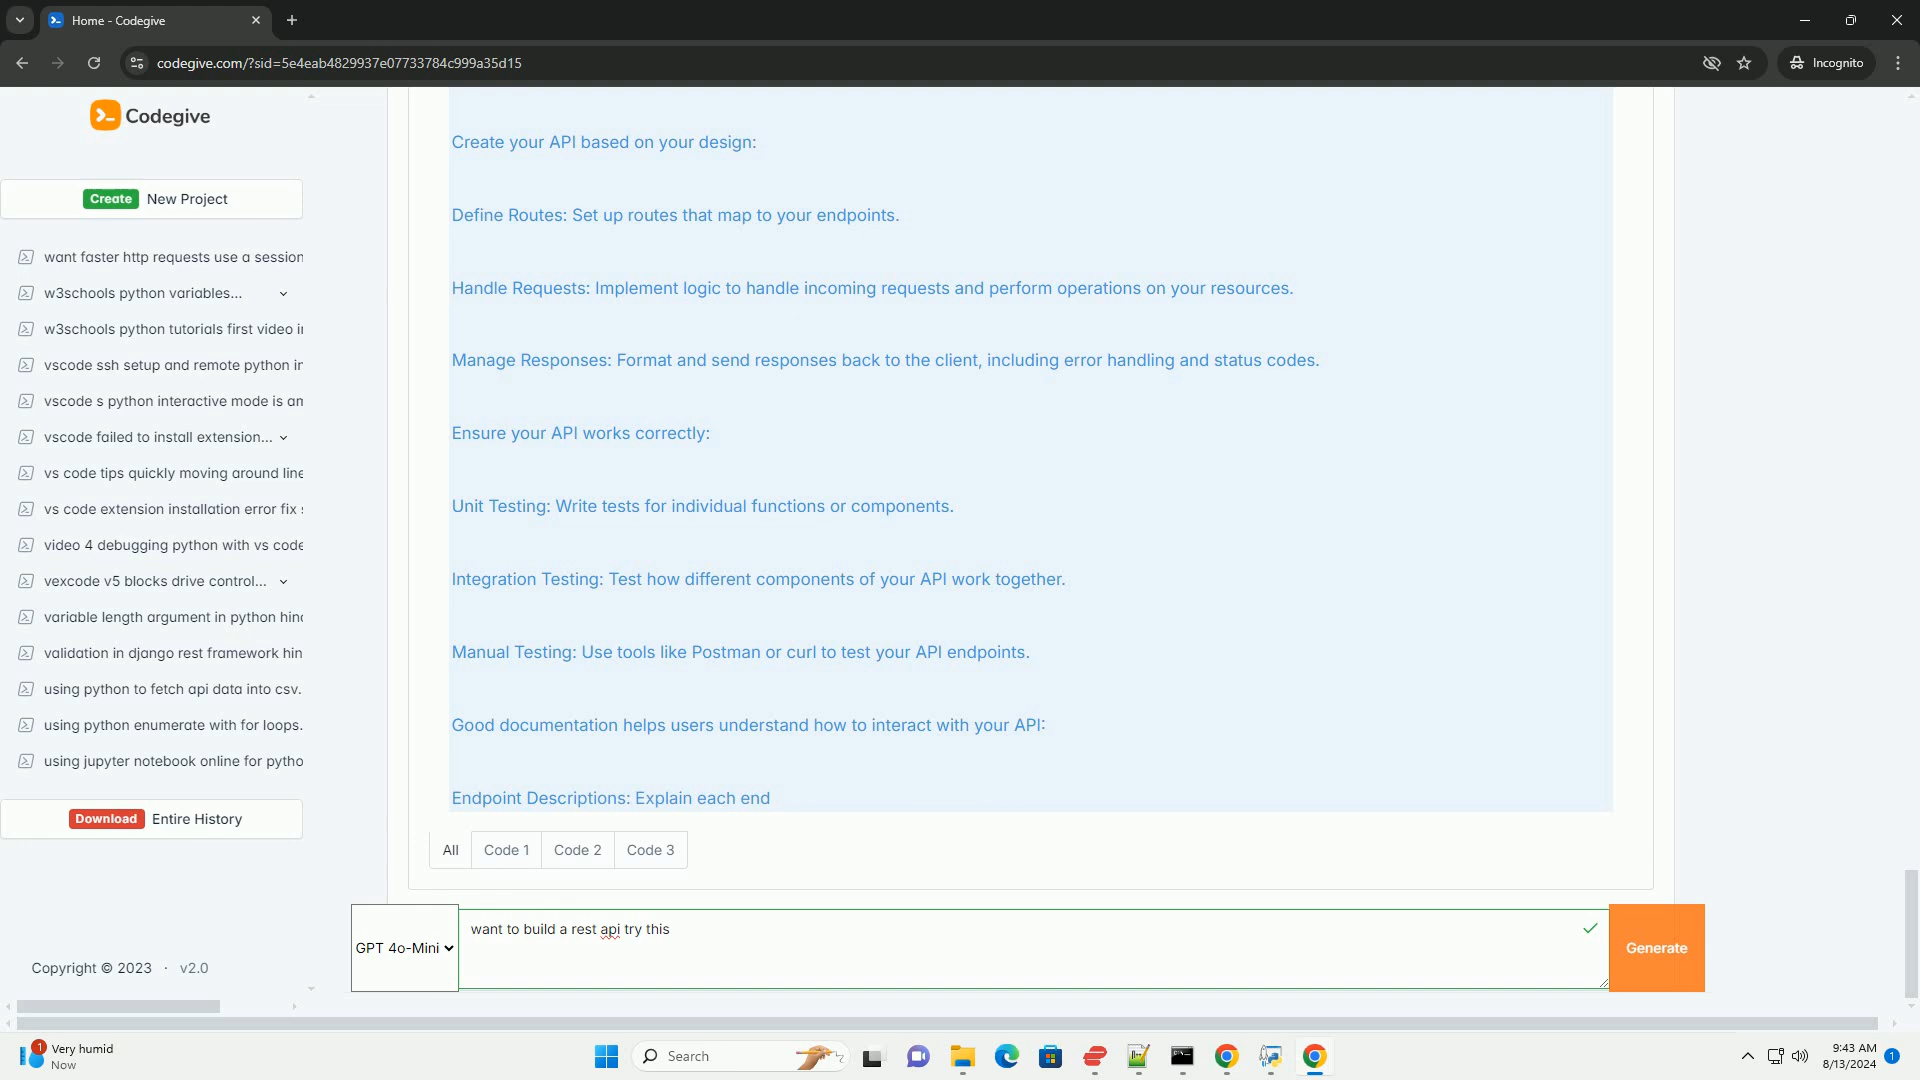 Home - Codegive
codegive.com/?sid=5e4eab4829937e07733784c999a35d15
Incognito
Codegive
Create New Project
want faster http requests use a session
w3schools python variables...
w3schools python tutorials first video i
vscode ssh setup and remote python ir
vscode s python interactive mode is an
vscode failed to install extension...
vs code tips quickly moving around line
vs code extension installation error fix s
video 4 debugging python with vs code
vexcode v5 blocks drive control...
variable length argument in python hin
validation in django rest framework hin
using python to fetch api data into csv.
using python enumerate with for loops.
using jupyter notebook online for pytho
Download Entire History
Copyright © 2023 · v2.0
Create your API based on your design:
Define Routes: Set up routes that map to your endpoints.
Handle Requests: Implement logic to handle incoming requests and perform operations on your resources.
Manage Responses: Format and send responses back to the client, including error handling and status codes.
Ensure your API works correctly:
Unit Testing: Write tests for individual functions or components.
Integration Testing: Test how different components of your API work together.
Manual Testing: Use tools like Postman or curl to test your API endpoints.
Good documentation helps users understand how to interact with your API:
Endpoint Descriptions: Explain each end
All Code 1 Code 2 Code 3
GPT 4o-Mini
want to build a rest api try this
Generate
1
Very humid
Now
Search
9:43 AM
8/13/2024
1